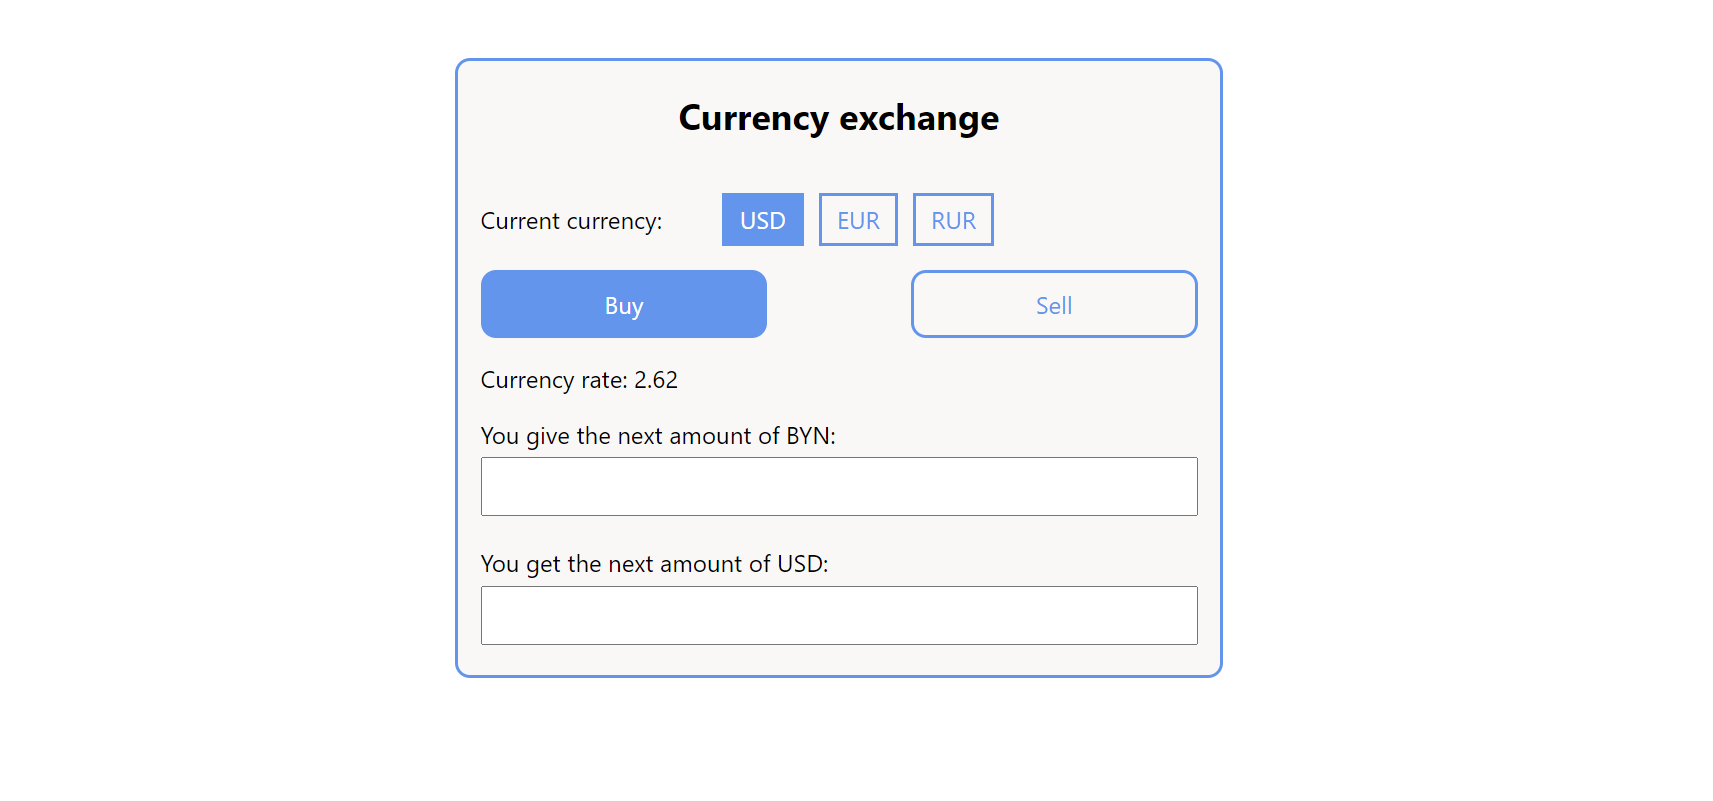 Currency exchange
Current currency: USD EUR RUR
Buy Sell
Currency rate: 2.62
You give the next amount of BYN:
You get the next amount of USD: